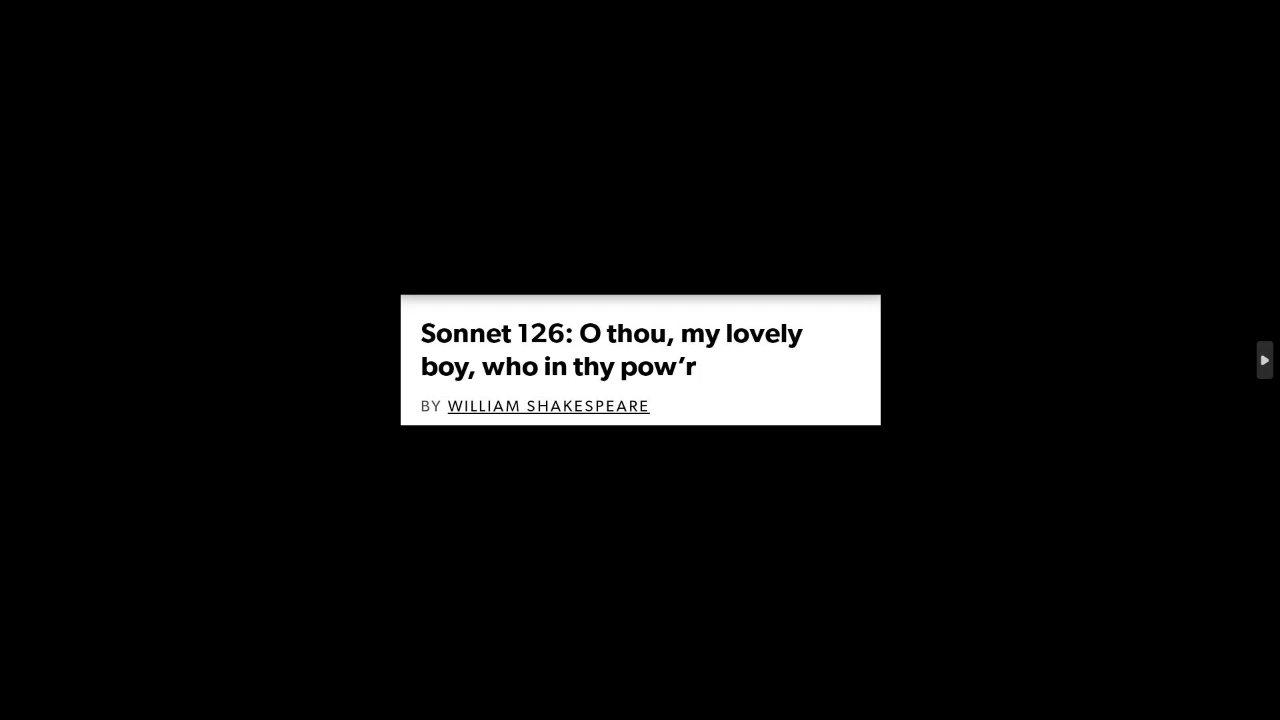 Sonnet 126: O thou, my lovely
boy, who in thy pow’r
BY WILLIAM SHAKESPEARE